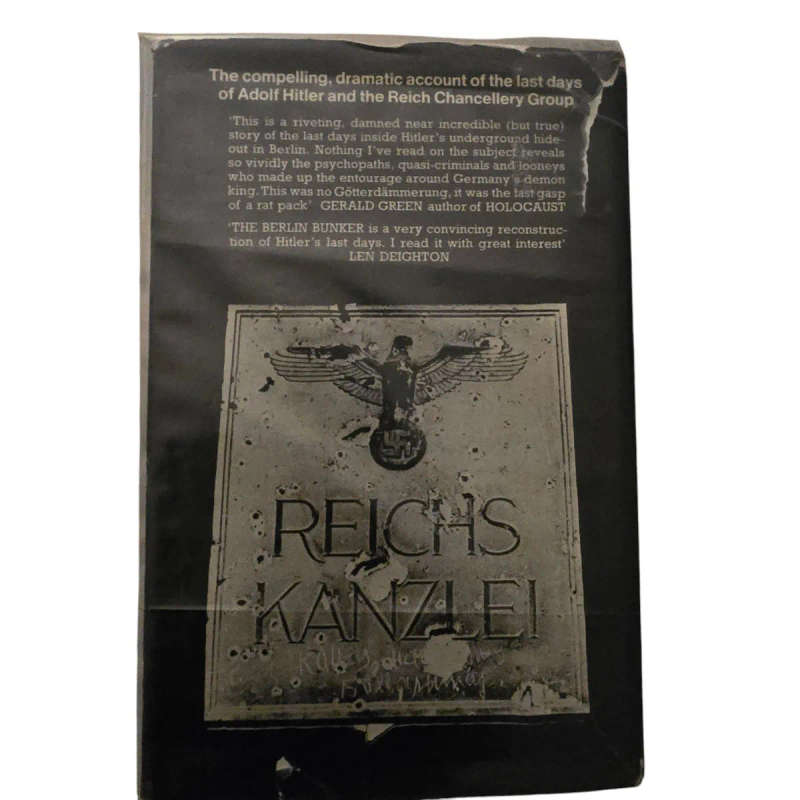 The compelling, dramatic account of the last days
of Adolf Hitler and the Reich Chancellery Group
'This is a riveting, damned near incredible (but true)
story of the last days inside Hitler's underground hide-
out in Berlin. Nothing I've read on the subject reveals
so vividly the psychopaths, quasi-criminals and looneys
who made up the entourage around Germany's demon
king. This was no Götterdämmerung, it was the last gasp
of a rat pack' GERALD GREEN author of HOLOCAUST
'THE BERLIN BUNKER is a very convincing reconstruc-
tion of Hitler's last days. I read it with great interest'
LEN DEIGHTON
REICHS
KANZLEI